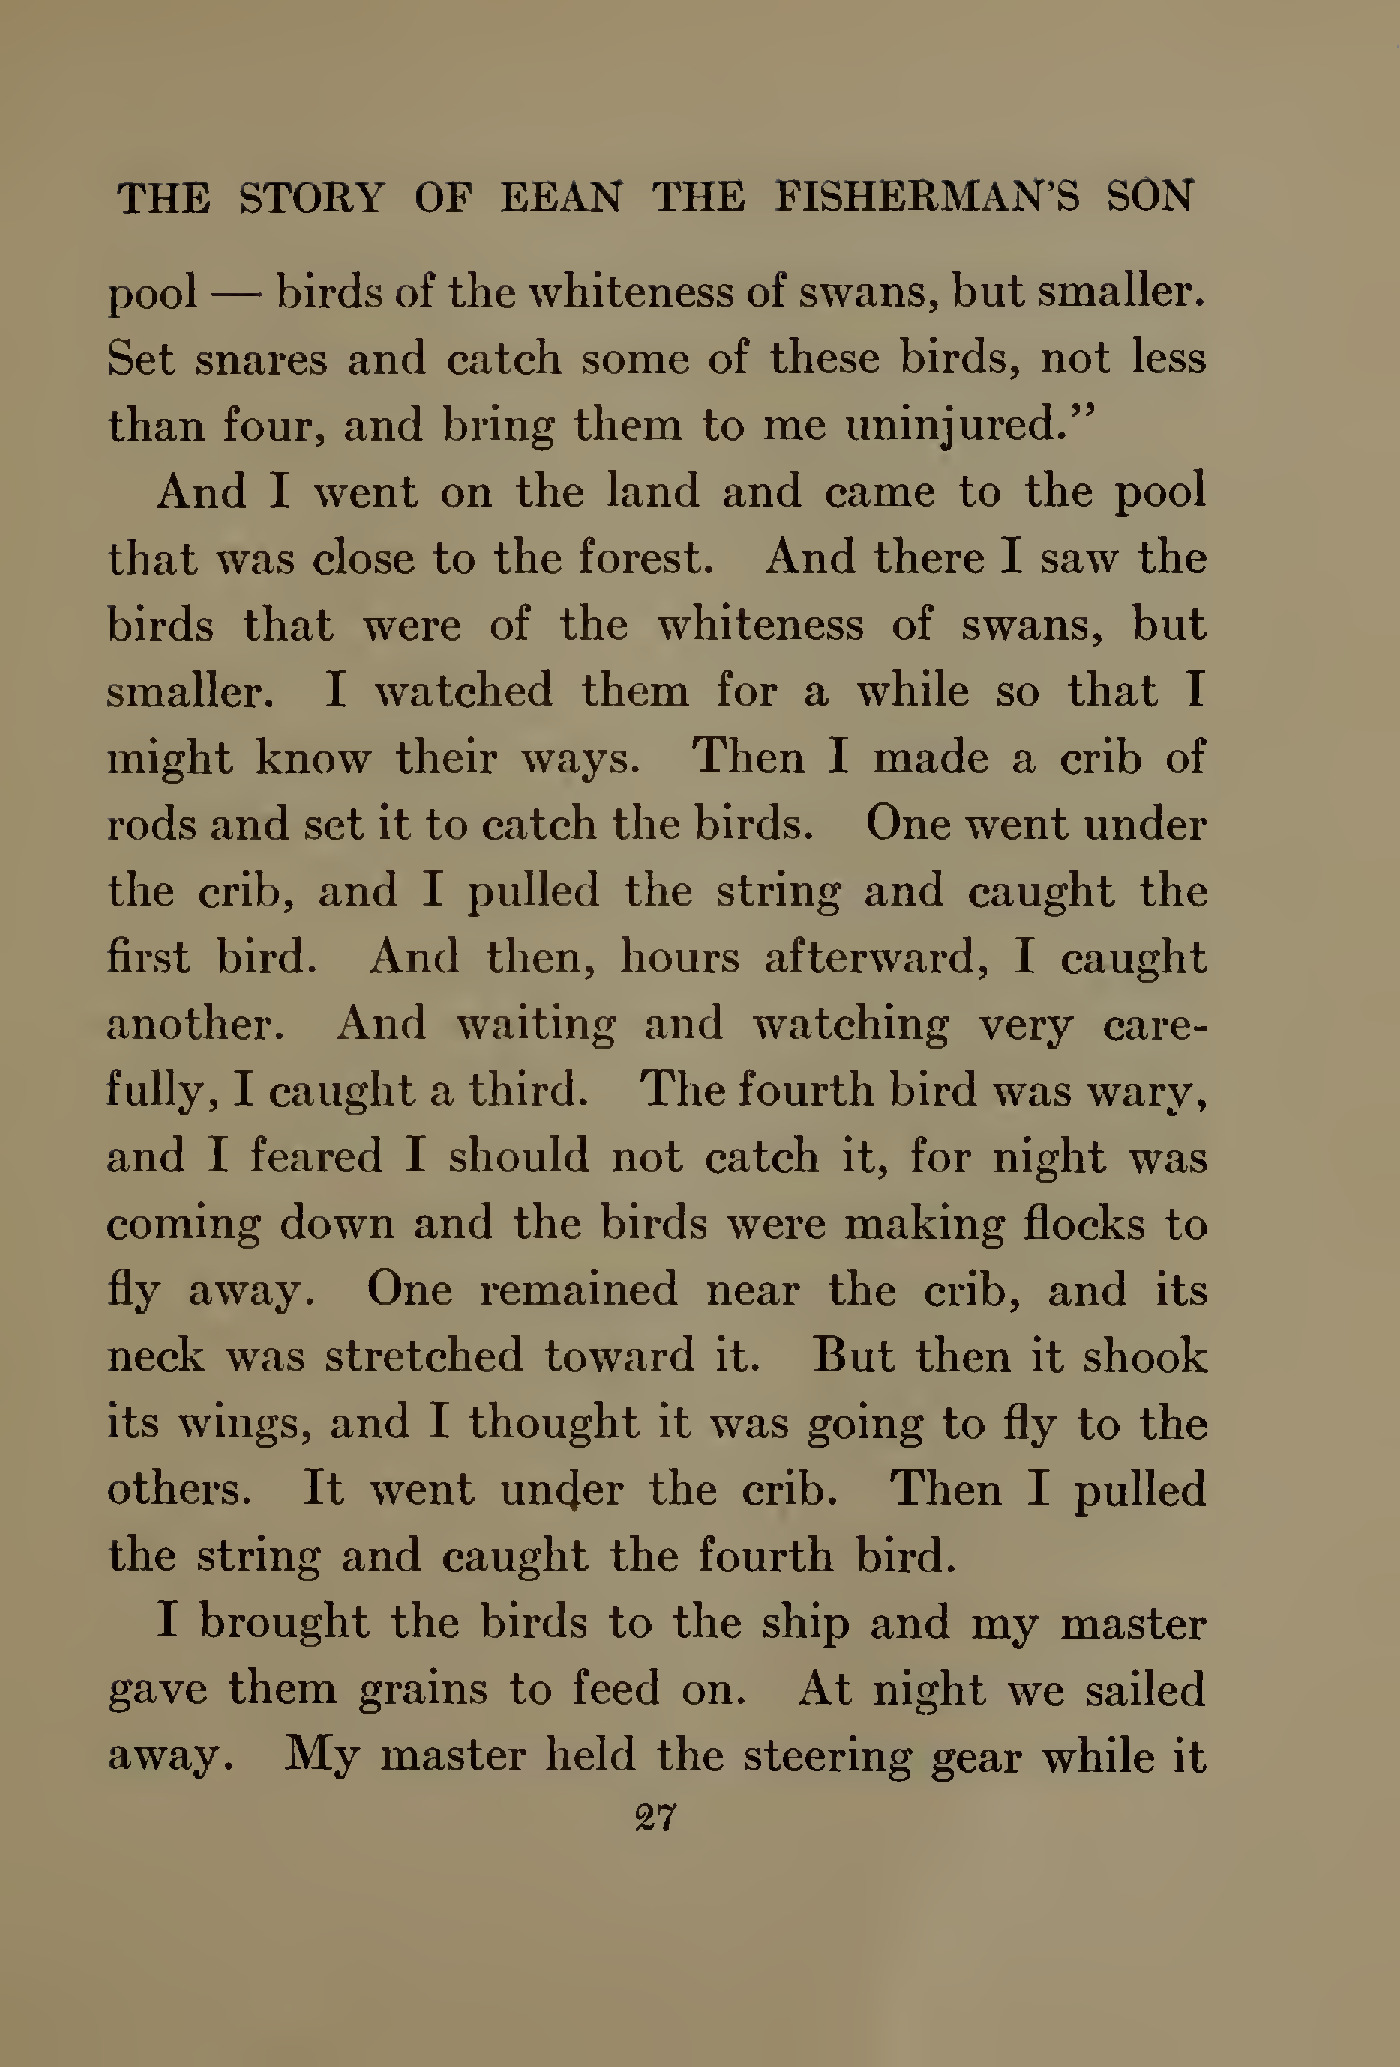 THE STORY OF EEAN THE FISHERMAN'S SON
pool — birds of the whiteness of swans, but smaller.
Set snares and catch some of these birds, not less
than four, and bring them to me uninjured.”
And I went on the land and came to the pool
that was close to the forest. And there I saw the
birds that were of the whiteness of swans, but
smaller. I watched them for a while so that I
might know their ways. Then I made a crib of
rods and set it to catch the birds. One went under
the crib, and I pulled the string and caught the
first bird. And then, hours afterward, I caught
another. And waiting and watching very care-
fully, I caught a third. The fourth bird was wary,
and I feared I should not catch it, for night was
coming down and the birds were making flocks to
fly away. One remained near the crib, and its
neck was stretched toward it. But then it shook
its wings, and I thought it was going to fly to the
others. It went under the crib. Then I pulled
the string and caught the fourth bird.
I brought the birds to the ship and my master
gave them grains to feed on. At night we sailed
away. My master held the steering gear while it
27